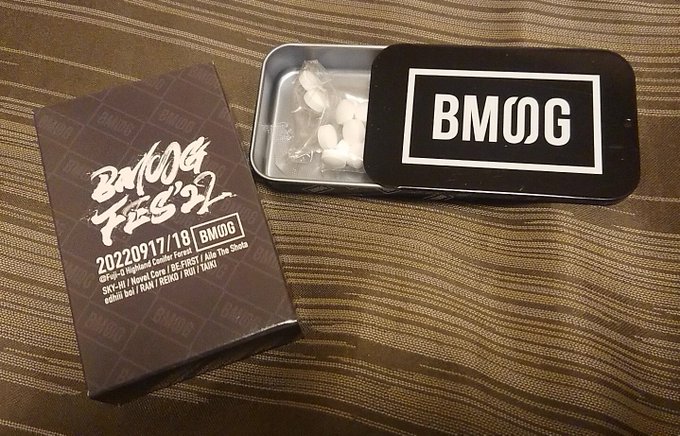 BMSG
FES'22
20220917/18 BMSG
@Fuji-Q Highland Conifer Forest
SKY-HI / Novel Core / BE:FIRST / Aile The Shota
edhiii boi / RAN / REIKO / RUI / TAIKI
BMSG